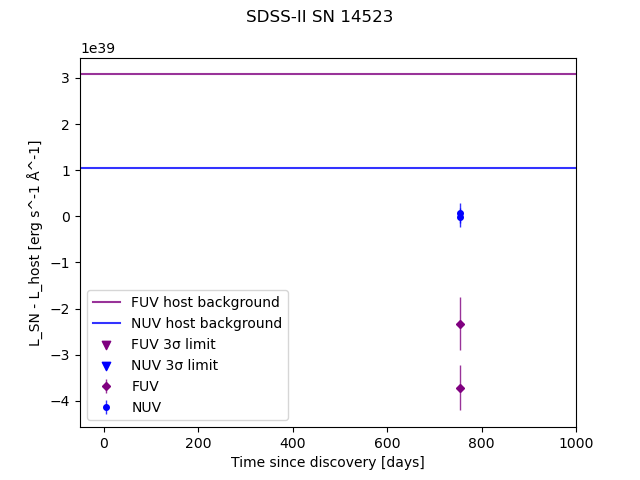 SDSS-II SN 14523
1e39
3
2
1
0
−1
−2
−3
−4
L_SN - L_host [erg s^-1 Å^-1]
FUV host background
NUV host background
FUV 3σ limit
NUV 3σ limit
FUV
NUV
0 200 400 600 800 1000
Time since discovery [days]